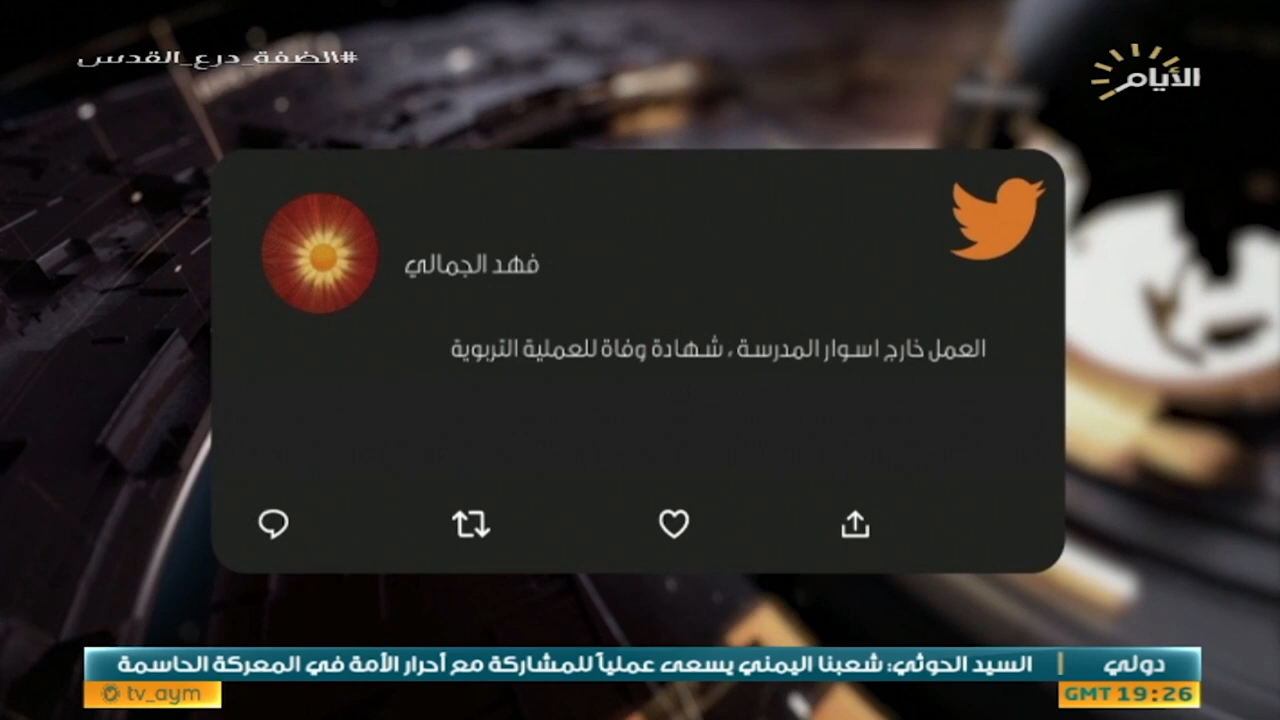 #الضفة_درع_القدس
الأيام
فهد الجمالي
العمل خارج اسوار المدرسة ، شهادة وفاة للعملية التربوية
دولي | السيد الحوثي: شعبنا اليمني يسعى عملياً للمشاركة مع أحرار الأمة في المعركة الحاسمة
tv_aym
GMT 19:26